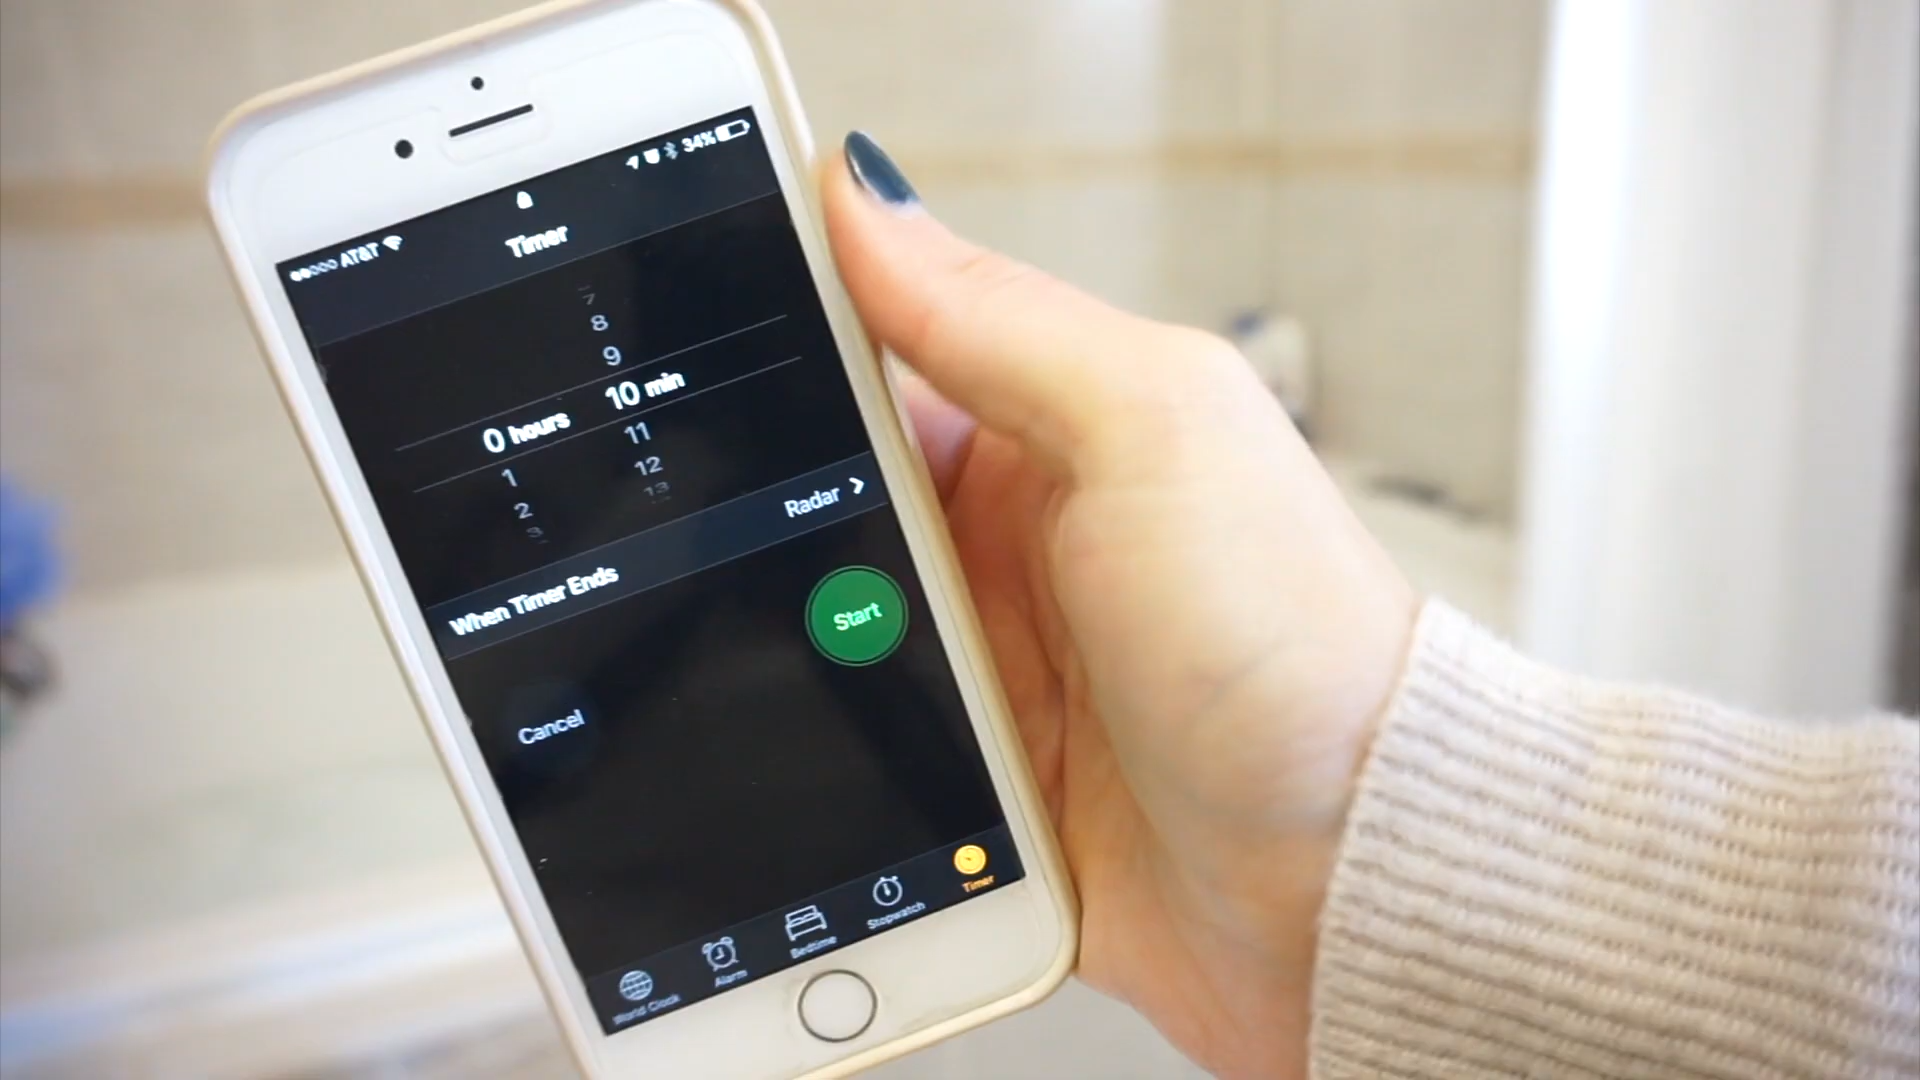 AT&T 34%
Timer
7
8
9
0 hours 10 min
1 11
2 12
3 13
When Timer Ends Radar
Cancel Start
World Clock Alarm Bedtime Stopwatch Timer